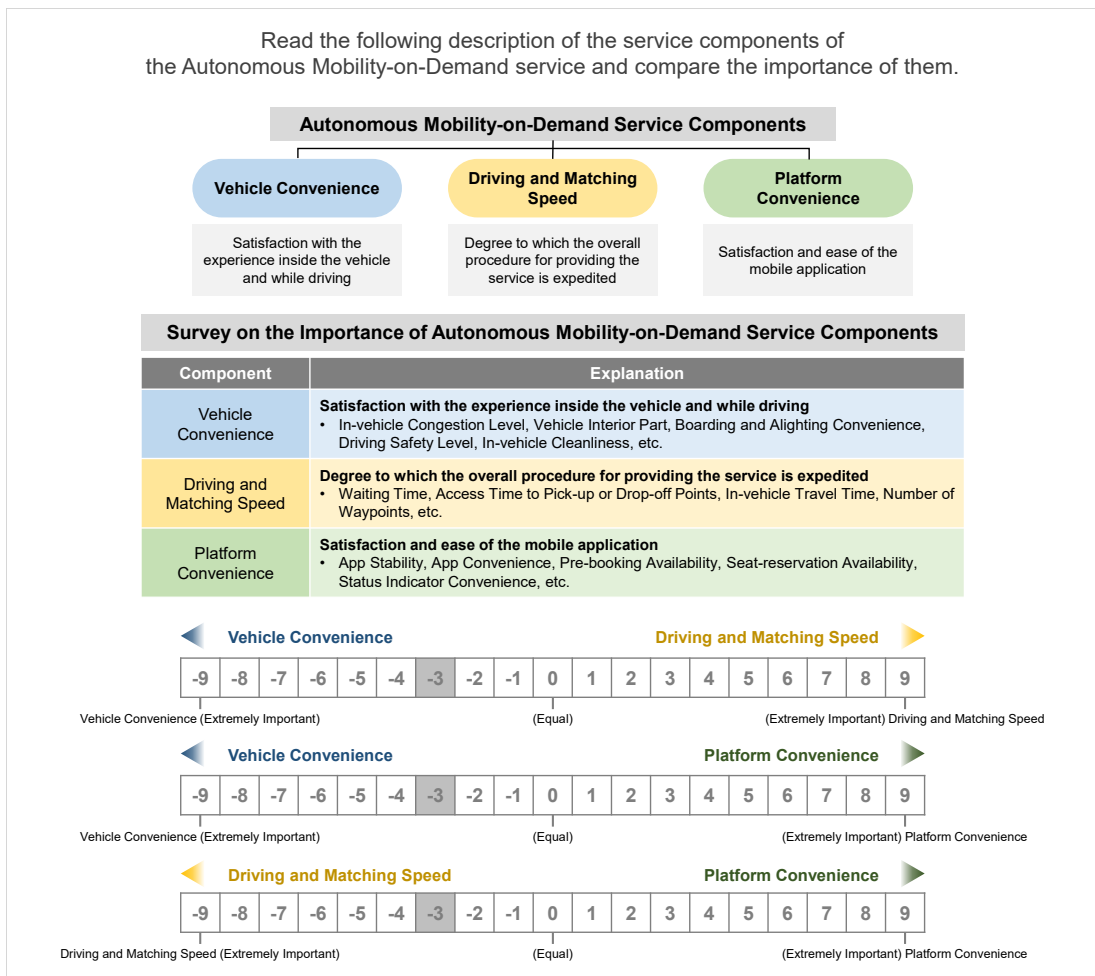 Read the following description of the service components of
the Autonomous Mobility-on-Demand service and compare the importance of them.
Autonomous Mobility-on-Demand Service Components
Vehicle Convenience
Driving and Matching
Speed
Platform
Convenience
Satisfaction with the
experience inside the vehicle
and while driving
Degree to which the overall
procedure for providing the
service is expedited
Satisfaction and ease of the
mobile application
Survey on the Importance of Autonomous Mobility-on-Demand Service Components
Component Explanation
Vehicle
Convenience
Satisfaction with the experience inside the vehicle and while driving
• In-vehicle Congestion Level, Vehicle Interior Part, Boarding and Alighting Convenience,
Driving Safety Level, In-vehicle Cleanliness, etc.
Driving and
Matching Speed
Degree to which the overall procedure for providing the service is expedited
• Waiting Time, Access Time to Pick-up or Drop-off Points, In-vehicle Travel Time, Number of
Waypoints, etc.
Platform
Convenience
Satisfaction and ease of the mobile application
• App Stability, App Convenience, Pre-booking Availability, Seat-reservation Availability,
Status Indicator Convenience, etc.
Vehicle Convenience Driving and Matching Speed
-9 -8 -7 -6 -5 -4 -3 -2 -1 0 1 2 3 4 5 6 7 8 9
Vehicle Convenience (Extremely Important) (Equal) (Extremely Important) Driving and Matching Speed
Vehicle Convenience Platform Convenience
-9 -8 -7 -6 -5 -4 -3 -2 -1 0 1 2 3 4 5 6 7 8 9
Vehicle Convenience (Extremely Important) (Equal) (Extremely Important) Platform Convenience
Driving and Matching Speed Platform Convenience
-9 -8 -7 -6 -5 -4 -3 -2 -1 0 1 2 3 4 5 6 7 8 9
Driving and Matching Speed (Extremely Important) (Equal) (Extremely Important) Platform Convenience